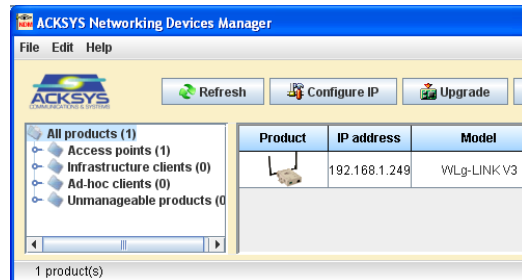 ACKSYS Networking Devices Manager
File Edit Help
ACKSYS
COMMUNICATIONS & SYSTEMS
Refresh Configure IP Upgrade
All products (1)
Access points (1)
Infrastructure clients (0)
Ad-hoc clients (0)
Unmanageable products (0
Product IP address Model
192.168.1.249 WLg-LINK V3
1 product(s)